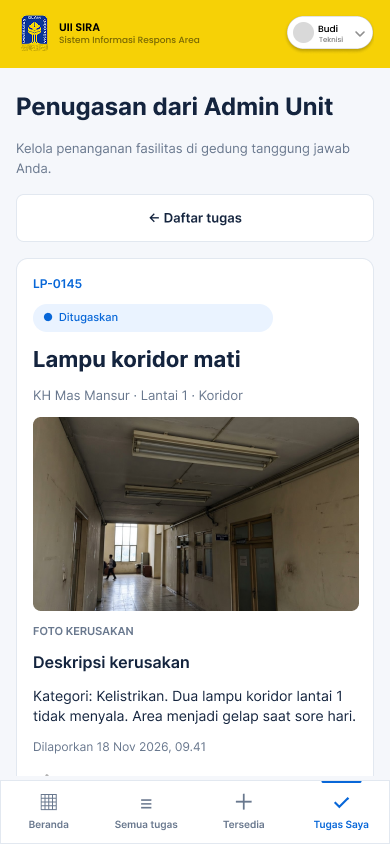 UII SIRA
Sistem Informasi Respons Area
Budi
Teknisi
Penugasan dari Admin Unit
Kelola penanganan fasilitas di gedung tanggung jawab
Anda.
← Daftar tugas
LP-0145
Ditugaskan
Lampu koridor mati
KH Mas Mansur · Lantai 1 · Koridor
FOTO KERUSAKAN
Deskripsi kerusakan
Kategori: Kelistrikan. Dua lampu koridor lantai 1
tidak menyala. Area menjadi gelap saat sore hari.
Dilaporkan 18 Nov 2026, 09.41
Beranda
Semua tugas
Tersedia
Tugas Saya